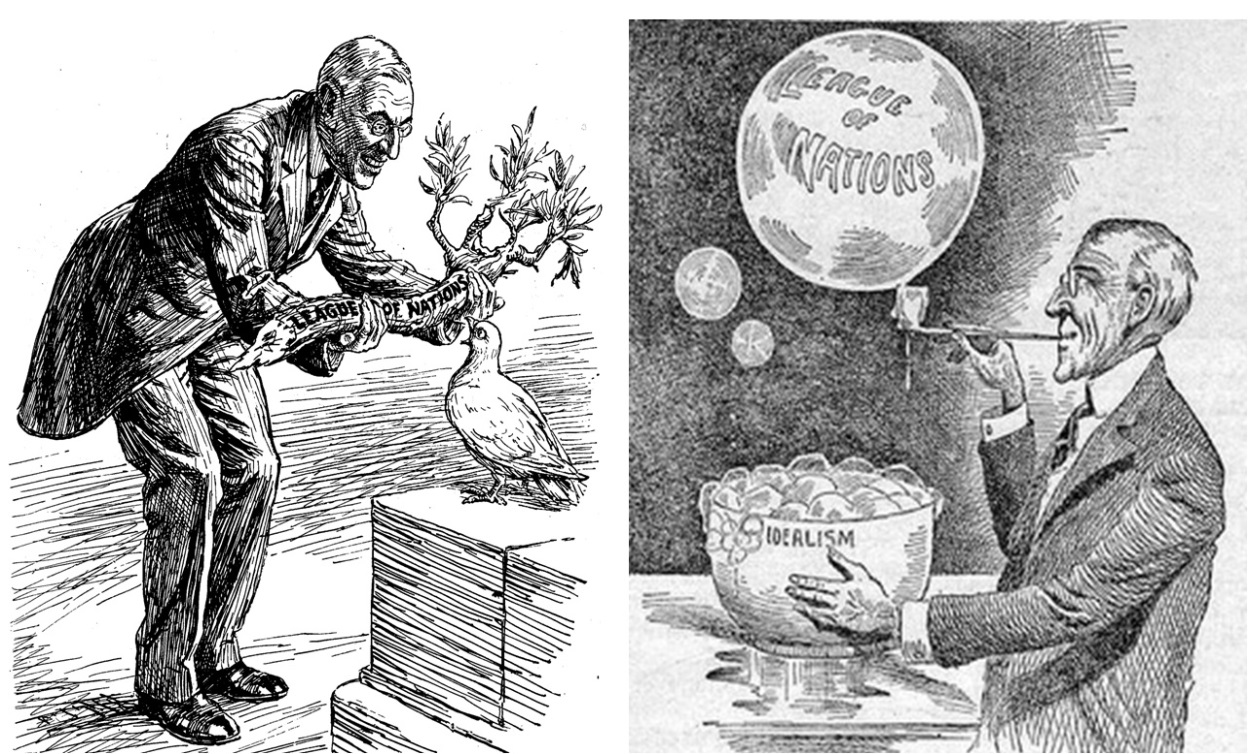 LEAGUE OF NATIONS
LEAGUE
OF
NATIONS
IDEALISM